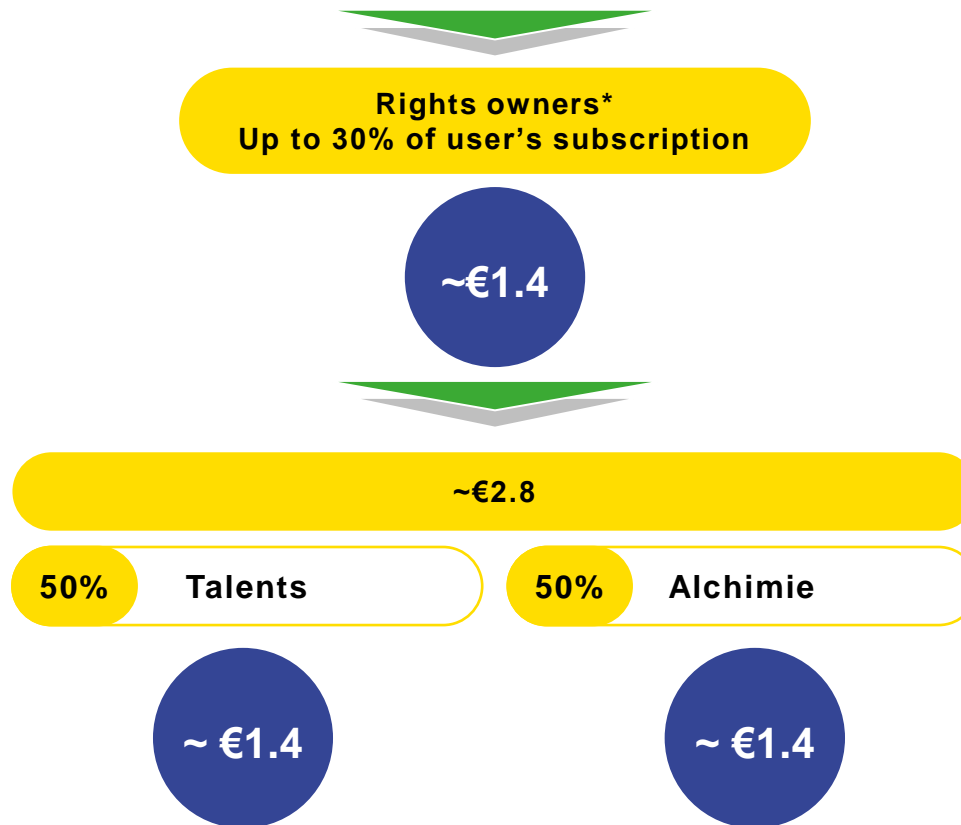 Rights owners*
Up to 30% of user’s subscription
~€1.4
~€2.8
50% Talents
50% Alchimie
~ €1.4
~ €1.4